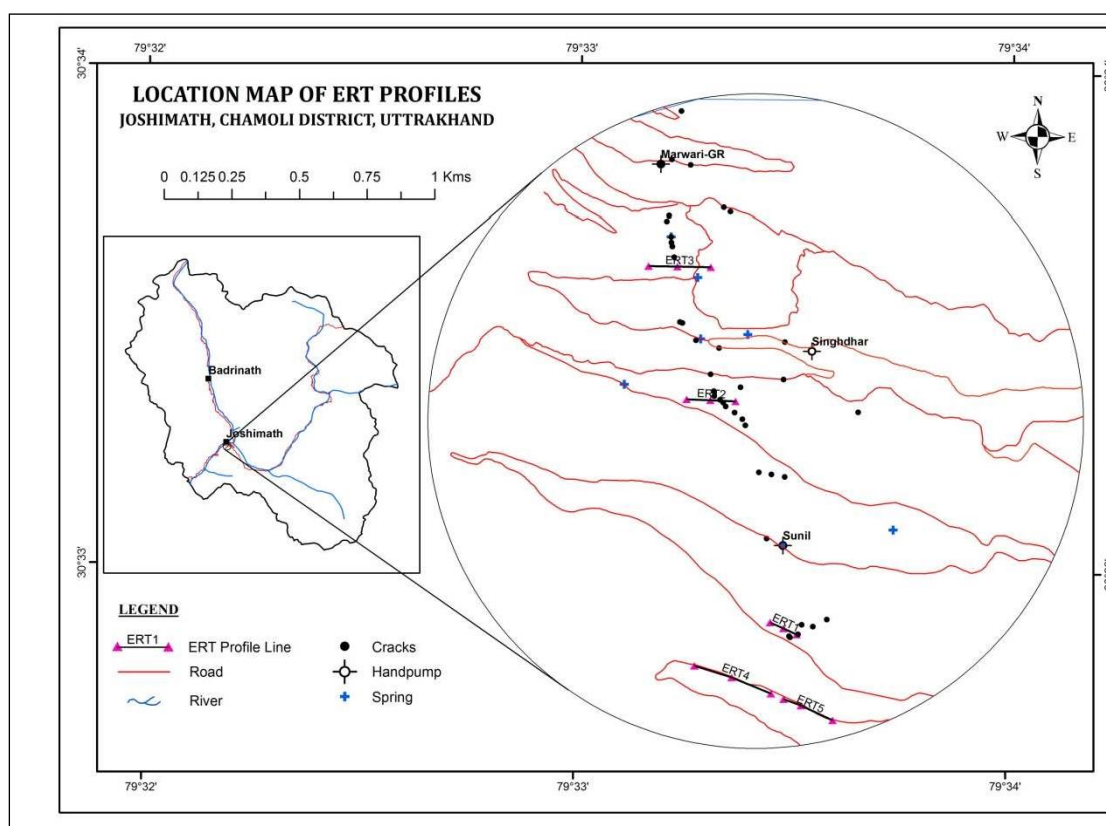 79°32'
79°33'
79°34'
30°34'
LOCATION MAP OF ERT PROFILES
JOSHIMATH, CHAMOLI DISTRICT, UTTRAKHAND
N
W
E
S
0 0.125 0.25 0.5 0.75 1 Kms
Marwari-GR
ERT3
Singhdhar
ERT2
Badrinath
Joshimath
Sunil
30°33'
LEGEND
ERT1
ERT Profile Line
Road
River
Cracks
Handpump
Spring
ERT1
ERT4
ERT5
79°32'
79°33'
79°34'